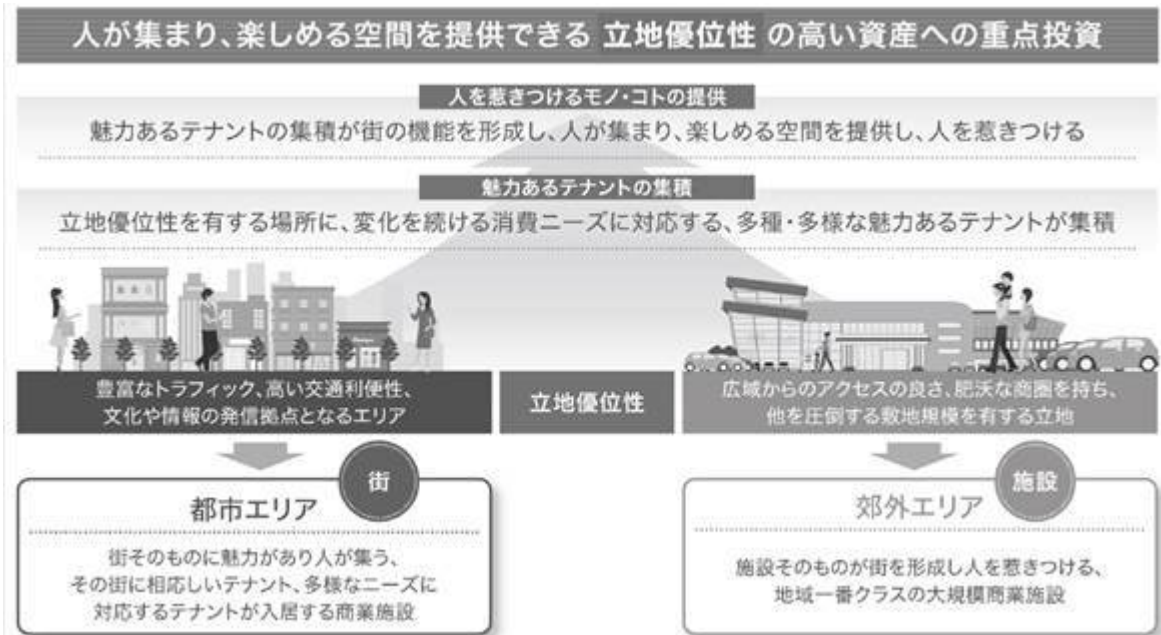 人が集まり、楽しめる空間を提供できる 立地優位性 の高い資産への重点投資
人を惹きつけるモノ・コトの提供
魅力あるテナントの集積が街の機能を形成し、人が集まり、楽しめる空間を提供し、人を惹きつける
魅力あるテナントの集積
立地優位性を有する場所に、変化を続ける消費ニーズに対応する、多種・多様な魅力あるテナントが集積
豊富なトラフィック、高い交通利便性、
文化や情報の発信拠点となるエリア
立地優位性
広域からのアクセスの良さ、肥沃な商圏を持ち、
他を圧倒する敷地規模を有する立地
街
都市エリア
街そのものに魅力があり人が集う、
その街に相応しいテナント、多様なニーズに
対応するテナントが入居する商業施設
施設
郊外エリア
施設そのものが街を形成し人を惹きつける、
地域一番クラスの大規模商業施設